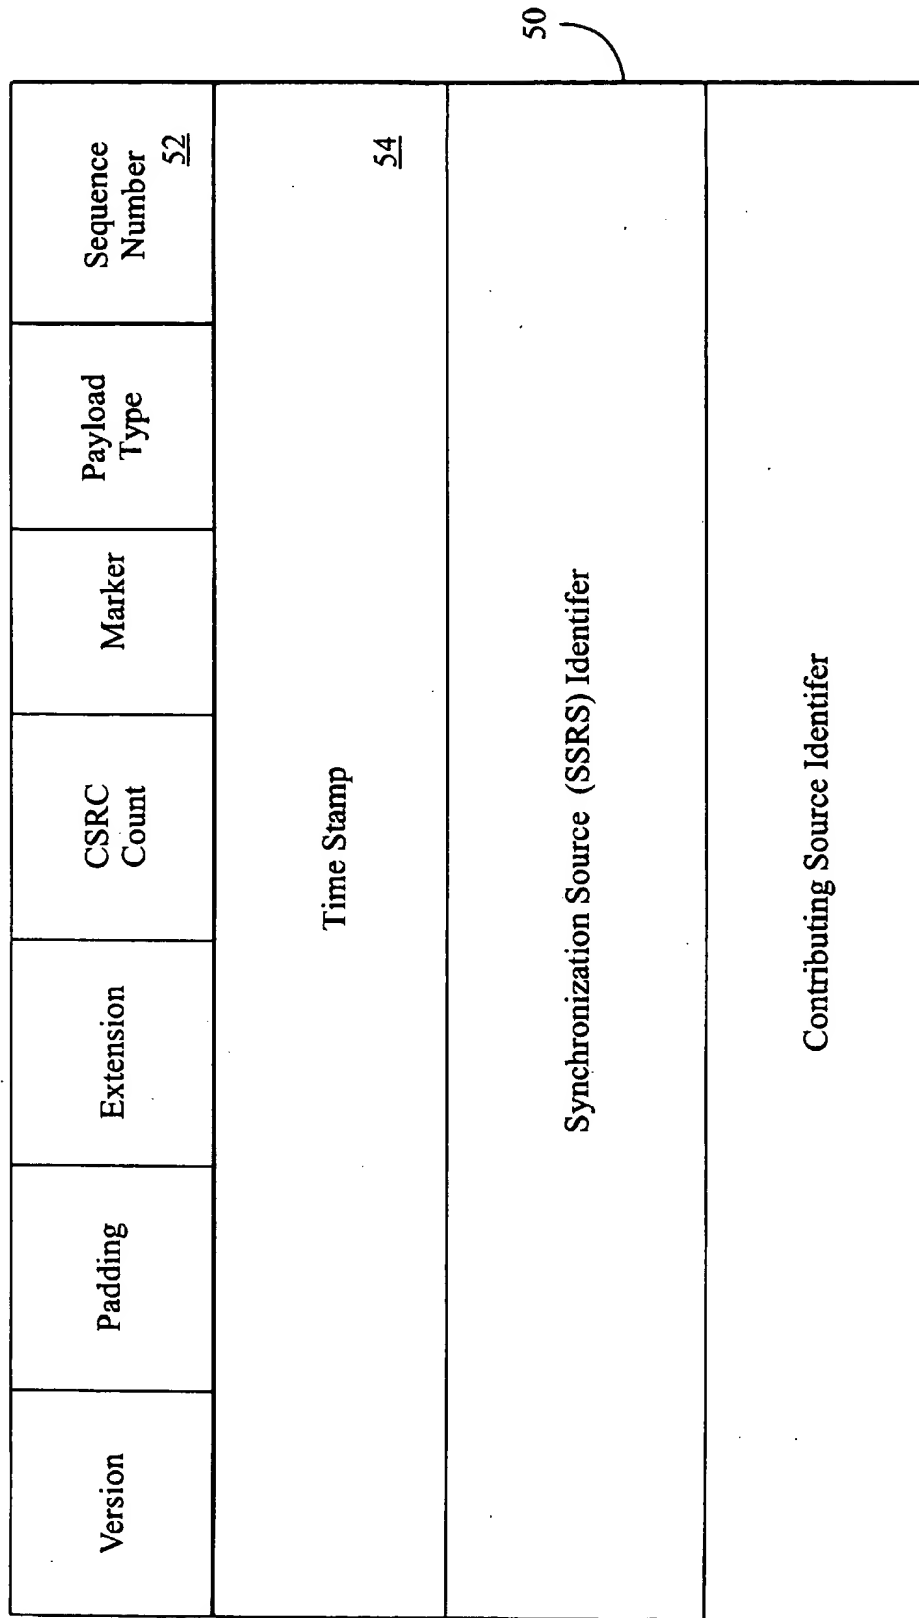 Version
Padding
Extension
CSRC
Count
Marker
Payload
Type
Sequence
Number
52
Time Stamp
54
Synchronization Source (SSRS) Identifer
50
Contributing Source Identifer